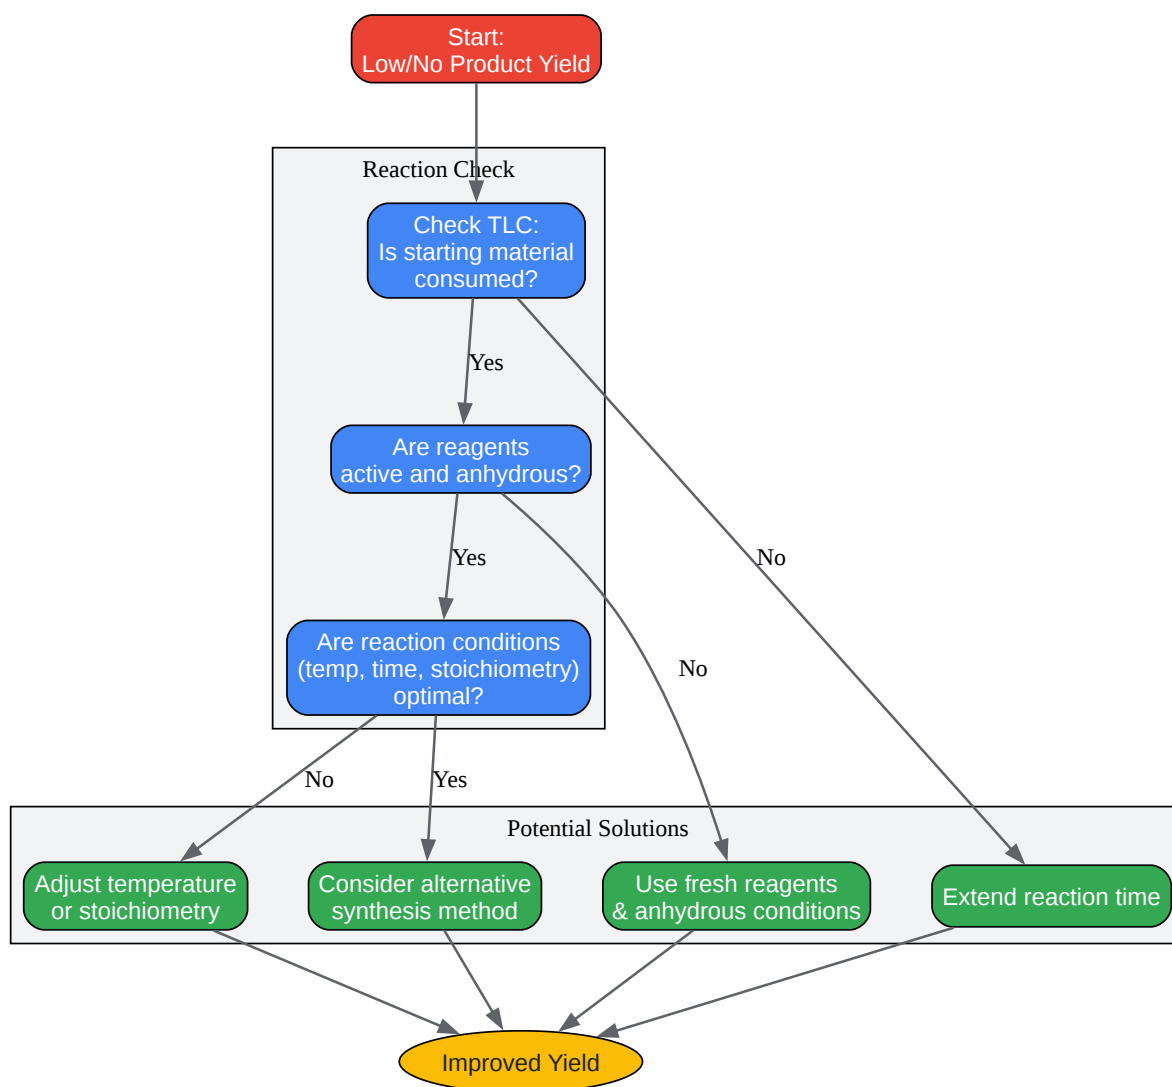 Start:
Low/No Product Yield
Reaction Check
Check TLC:
Is starting material
consumed?
Yes
Are reagents
active and anhydrous?
Yes
No
Are reaction conditions
(temp, time, stoichiometry)
optimal?
No
No
Yes
Potential Solutions
Adjust temperature
or stoichiometry
Consider alternative
synthesis method
Use fresh reagents
& anhydrous conditions
Extend reaction time
Improved Yield